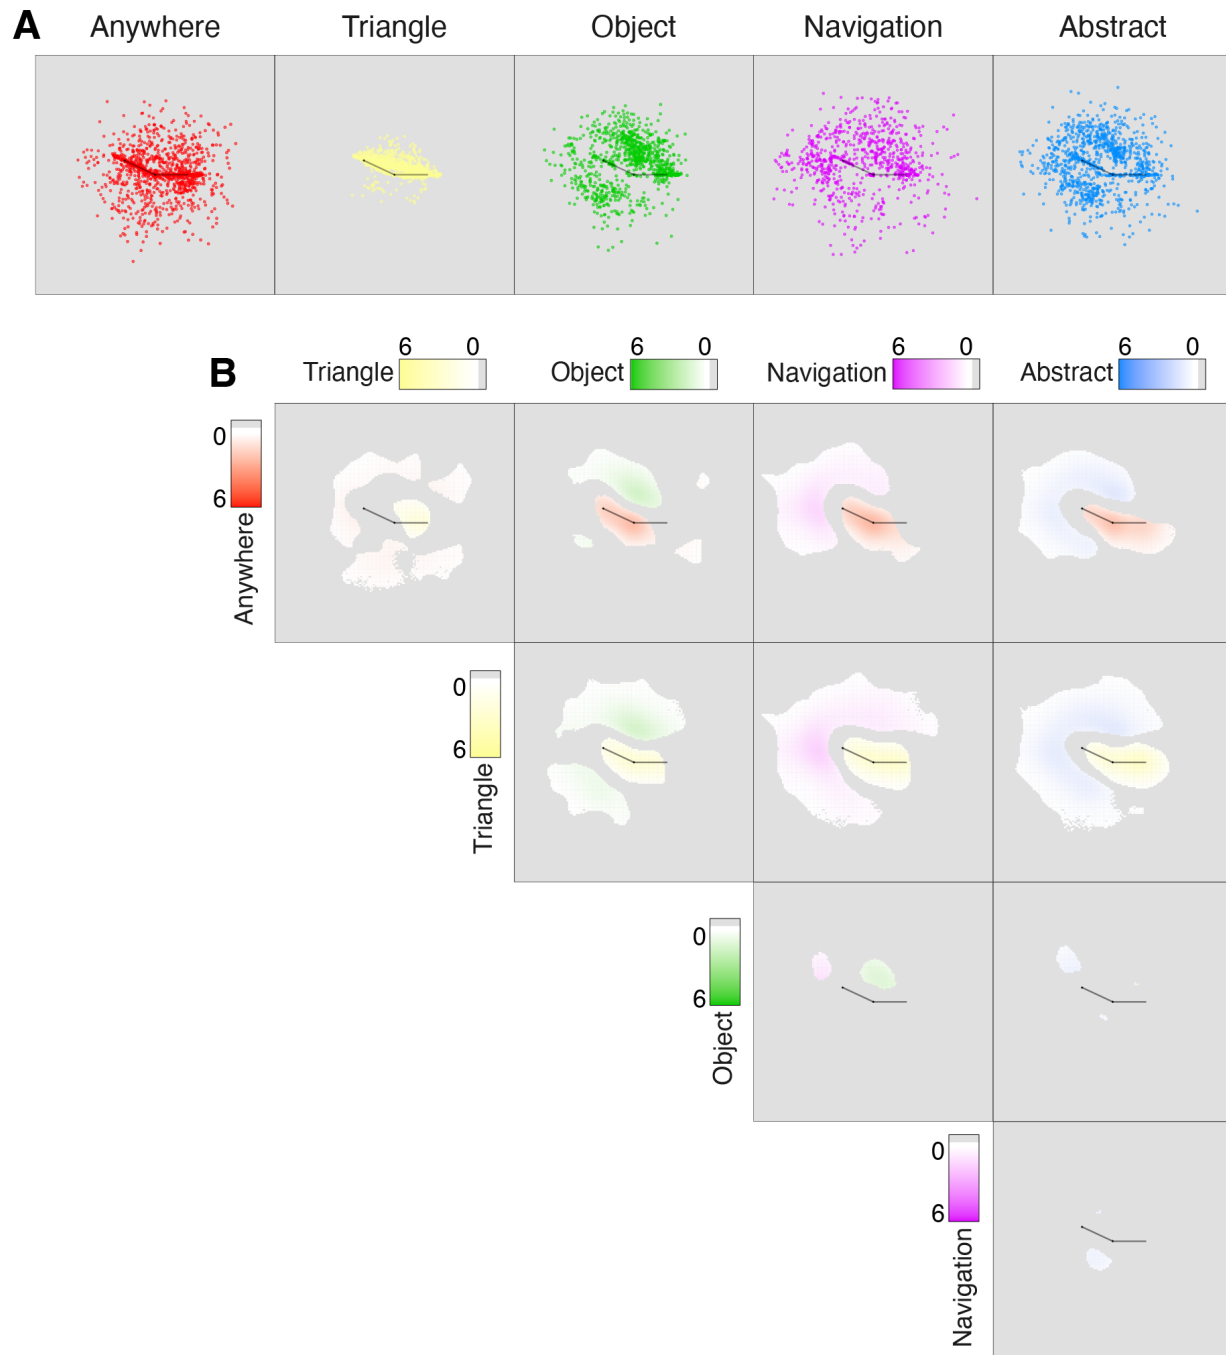 A
Anywhere Triangle Object Navigation Abstract
B
Triangle 6 0 Object 6 0 Navigation 6 0 Abstract 6 0
0
6
Anywhere
0
6
Triangle
0
6
Object
0
6
Navigation